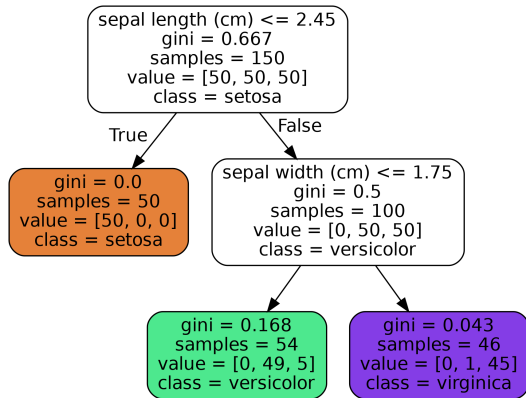 sepal length (cm) <= 2.45
gini = 0.667
samples = 150
value = [50, 50, 50]
class = setosa
True
False
gini = 0.0
samples = 50
value = [50, 0, 0]
class = setosa
sepal width (cm) <= 1.75
gini = 0.5
samples = 100
value = [0, 50, 50]
class = versicolor
gini = 0.168
samples = 54
value = [0, 49, 5]
class = versicolor
gini = 0.043
samples = 46
value = [0, 1, 45]
class = virginica